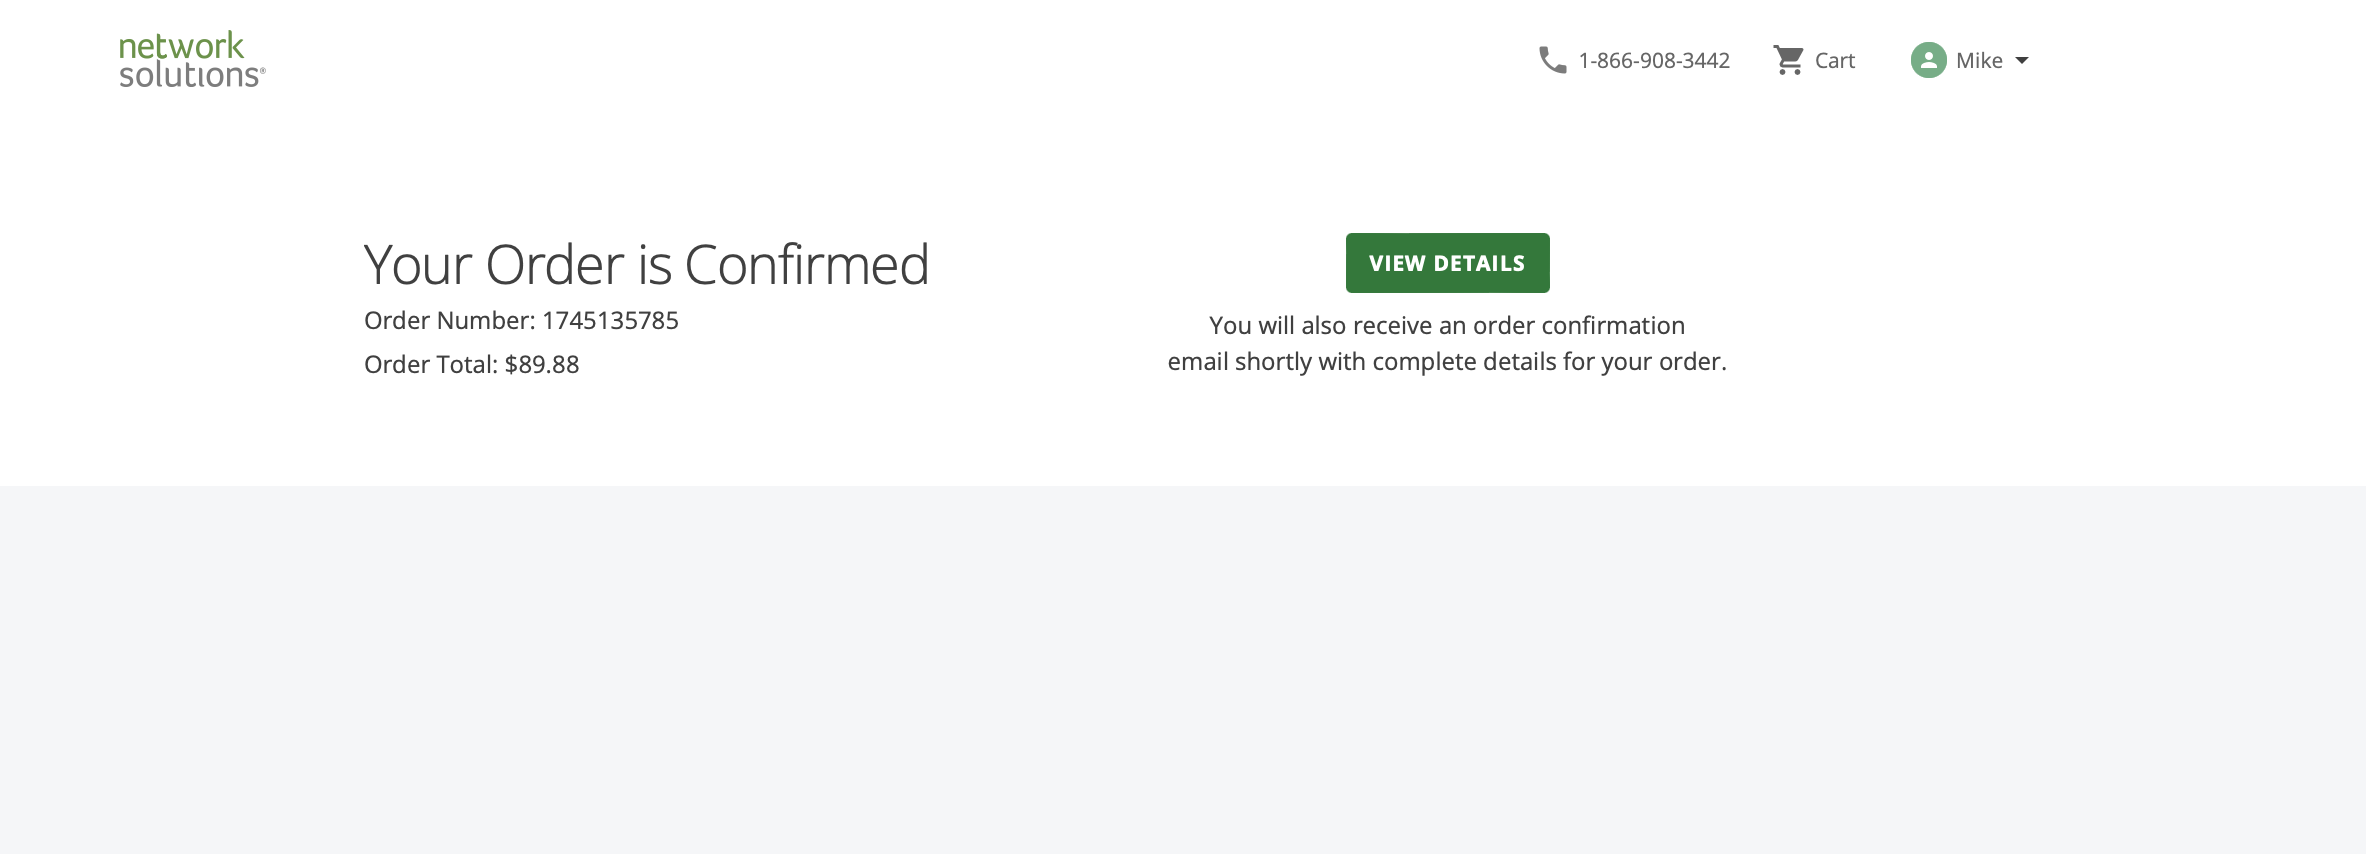 network
solutions®
1-866-908-3442
Cart
Mike
Your Order is Confirmed
Order Number: 1745135785
Order Total: $89.88
VIEW DETAILS
You will also receive an order confirmation
email shortly with complete details for your order.